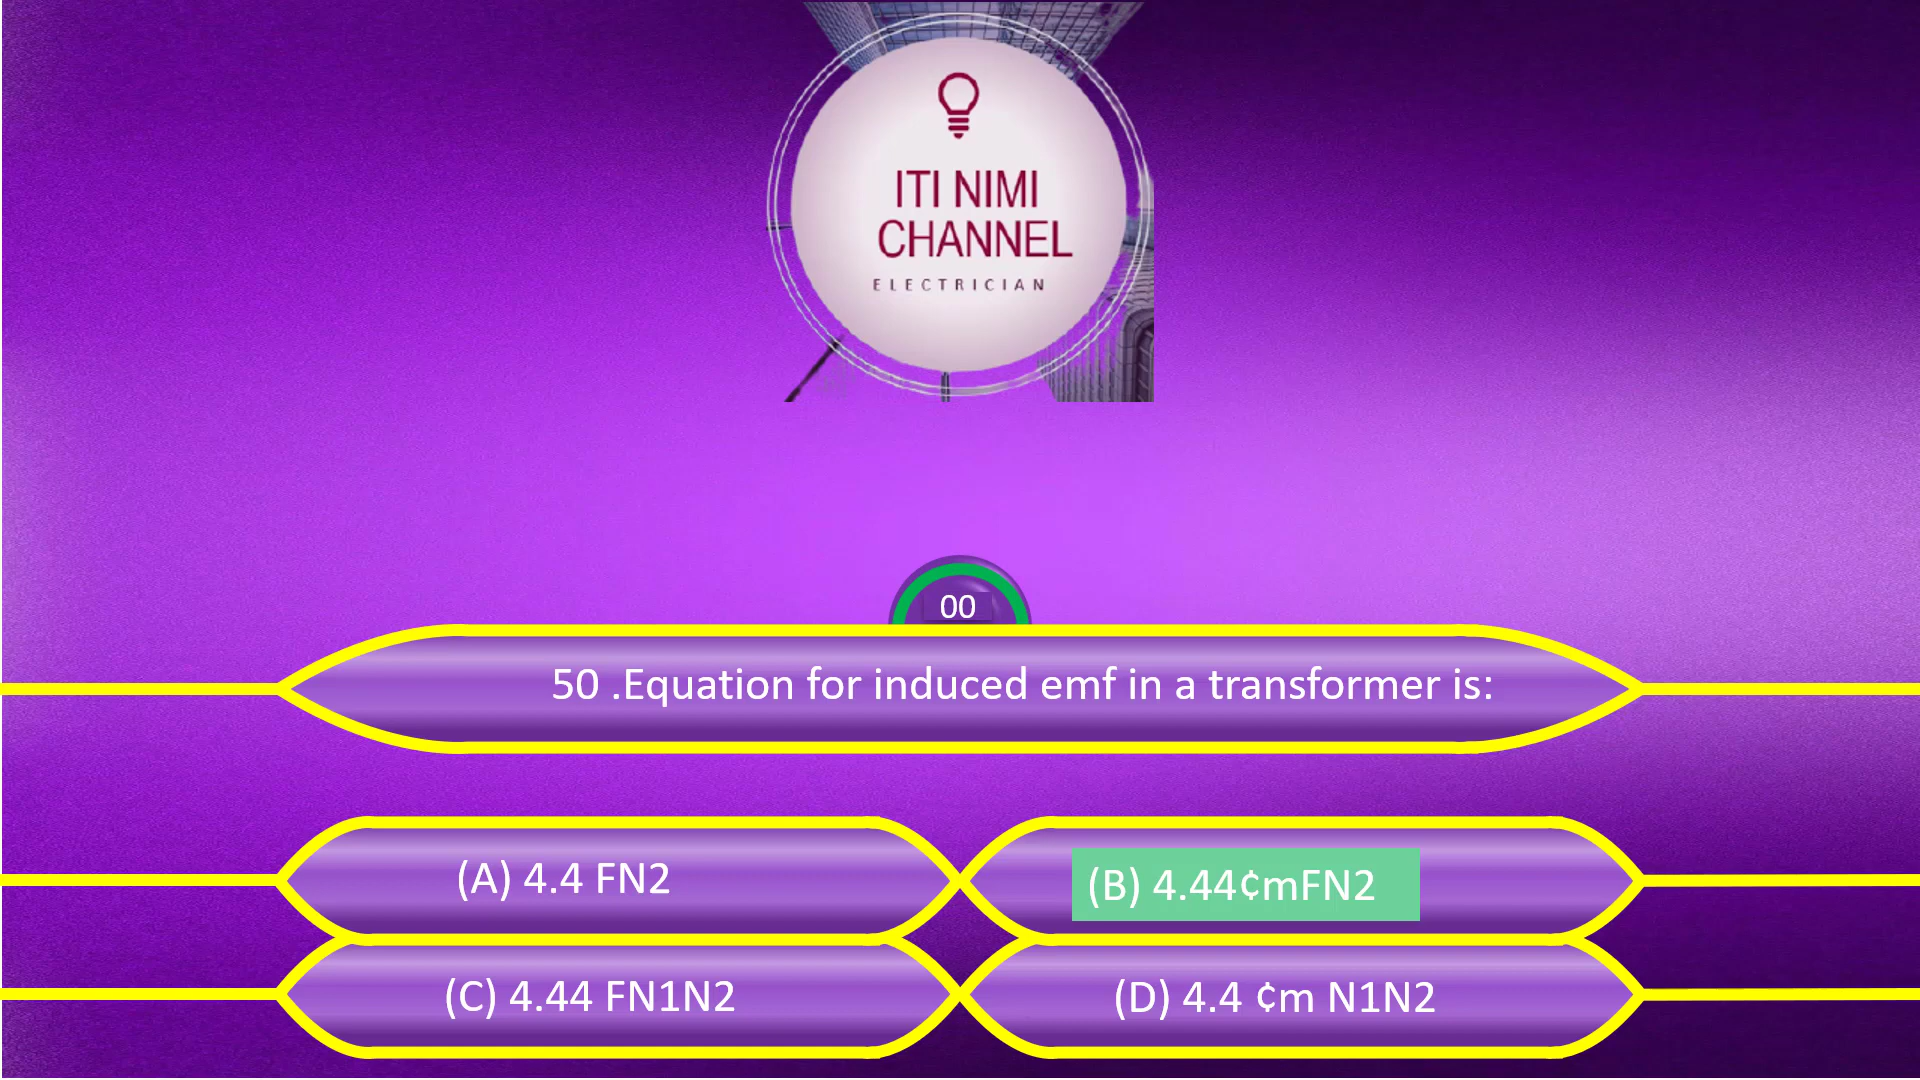 ITI NIMI
CHANNEL
ELECTRICIAN
00
50 .Equation for induced emf in a transformer is:
(A) 4.4 FN2
(B) 4.44¢mFN2
(C) 4.44 FN1N2
(D) 4.4 ¢m N1N2